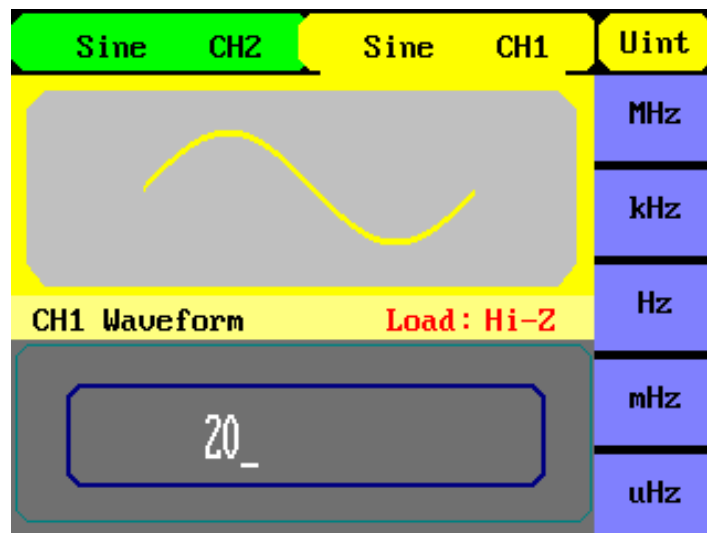 Sine CH2 Sine CH1 Uint
MHz
kHz
Hz
mHz
uHz
CH1 Waveform Load: Hi-Z
20_